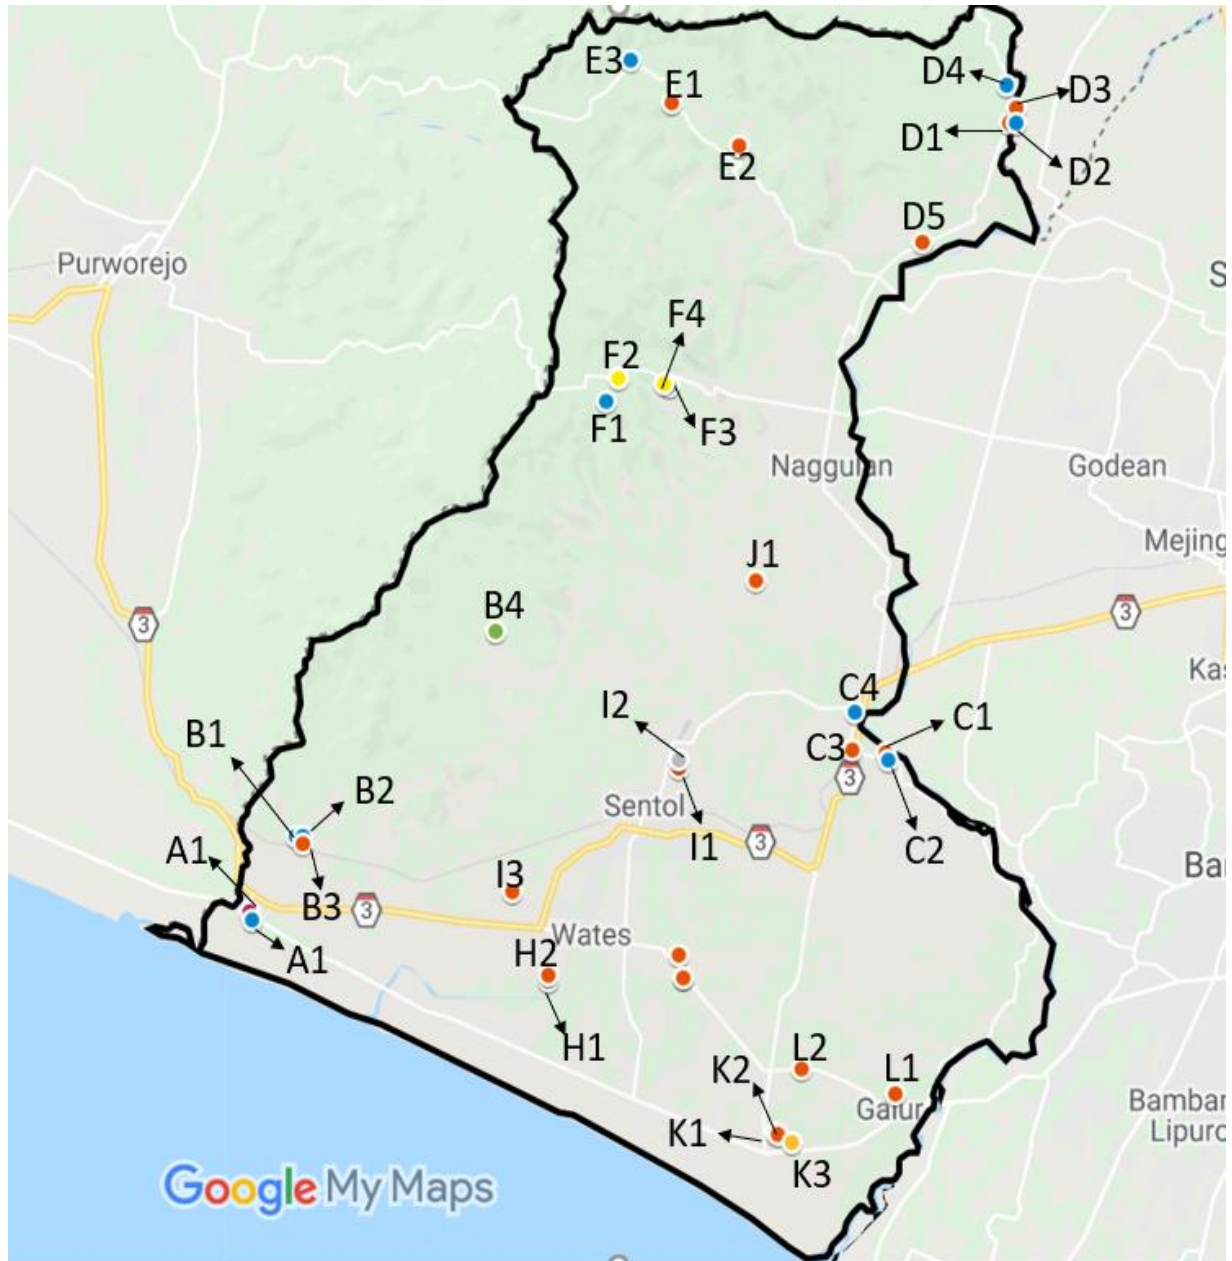 E3
E1
E2
D4
D3
D1
D2
D5
Purworejo
S
F4
F2
F1
F3
Naggulan
Godean
Mejing
J1
B4
3
3
Kas
I2
C4
C1
C3
3
B1
B2
Sentol
I1
3
C2
A1
B3
I3
3
Ban
A1
H2
Wates
H1
L2
K2
L1
Galur
K1
K3
Bambar
Lipuro
Google My Maps